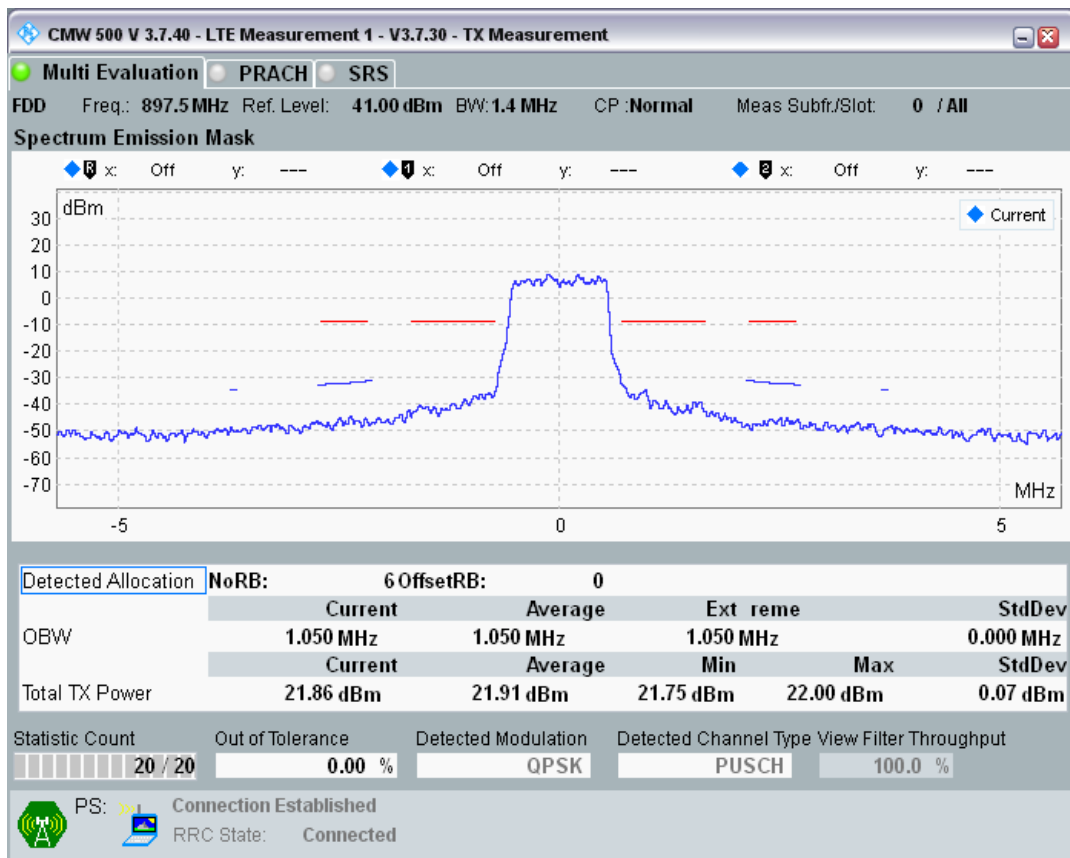 CMW 500 V 3.7.40 - LTE Measurement 1 - V3.7.30 - TX Measurement
Multi Evaluation PRACH SRS
FDD Freq.: 897.5 MHz Ref. Level: 41.00 dBm BW: 1.4 MHz CP :Normal Meas Subfr./Slot: 0 / All
Spectrum Emission Mask
R x: Off y: --- 1 x: Off y: --- 2 x: Off y: ---
dBm
Current
30
20
10
0
-10
-20
-30
-40
-50
-60
-70
MHz
-5 0 5
Detected Allocation NoRB: 6 OffsetRB: 0
Current Average Ext reme StdDev
OBW 1.050 MHz 1.050 MHz 1.050 MHz 0.000 MHz
Current Average Min Max StdDev
Total TX Power 21.86 dBm 21.91 dBm 21.75 dBm 22.00 dBm 0.07 dBm
Statistic Count Out of Tolerance Detected Modulation Detected Channel Type View Filter Throughput
20 / 20 0.00 % QPSK PUSCH 100.0 %
PS: Connection Established
RRC State: Connected